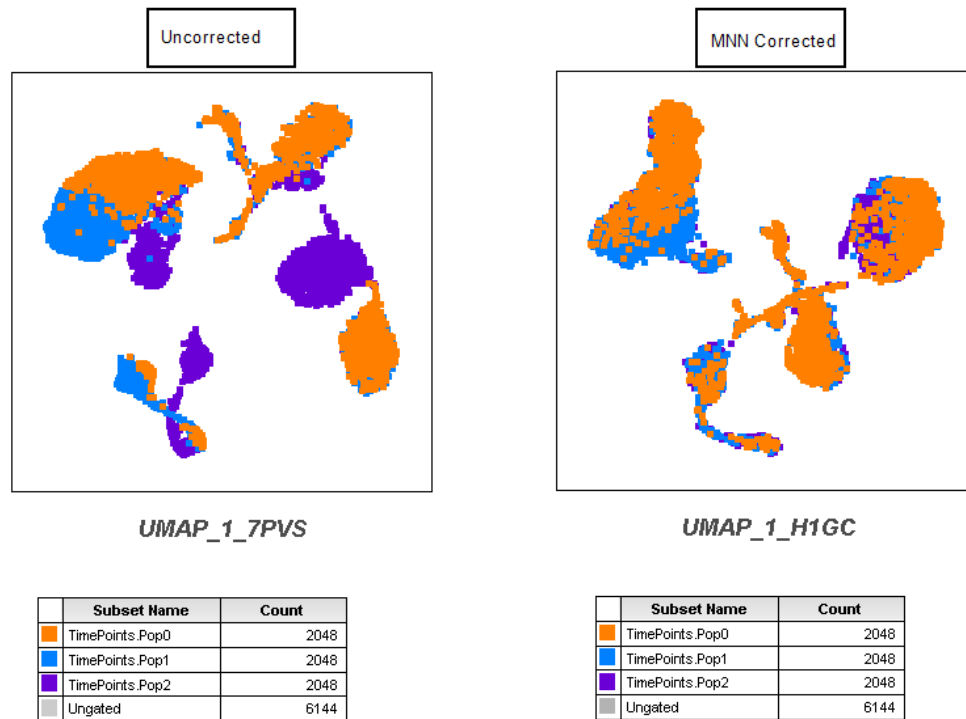 Uncorrected
MNN Corrected
UMAP_1_7PVS
UMAP_1_H1GC
Subset Name Count
TimePoints.Pop0 2048
TimePoints.Pop1 2048
TimePoints.Pop2 2048
Ungated 6144
Subset Name Count
TimePoints.Pop0 2048
TimePoints.Pop1 2048
TimePoints.Pop2 2048
Ungated 6144